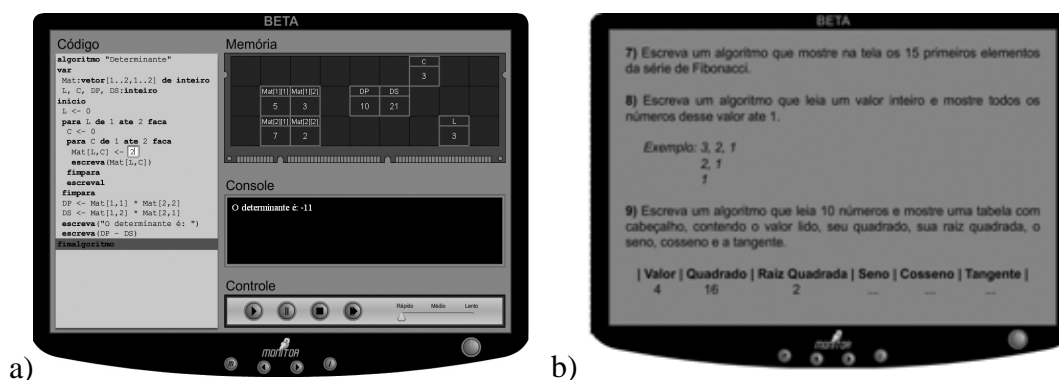 BETA
Código
algoritmo "Determinante"
var
Mat:vetor[1..2,1..2] de inteiro
L, C, DP, DS:inteiro
inicio
L <- 0
para L de 1 ate 2 faca
C <- 0
para C de 1 ate 2 faca
Mat[L,C] <- 2
escreva(Mat[L,C])
fimpara
escreval
fimpara
DP <- Mat[1,1] * Mat[2,2]
DS <- Mat[1,2] * Mat[2,1]
escreva("O determinante é: ")
escreva(DP - DS)
fimalgoritmo
Memória
C
3
Mat[1][1] Mat[1][2] DP DS
5 3 10 21
Mat[2][1] Mat[2][2] L
7 2 3
Console
O determinante é: -11
Controle
Rápido Médio Lento
MONITOR
m i
a)
BETA
7) Escreva um algoritmo que mostre na tela os 15 primeiros elementos
da série de Fibonacci.
8) Escreva um algoritmo que leia um valor inteiro e mostre todos os
números desse valor ate 1.
Exemplo: 3, 2, 1
2, 1
1
9) Escreva um algoritmo que leia 10 números e mostre uma tabela com
cabeçalho, contendo o valor lido, seu quadrado, sua raiz quadrada, o
seno, cosseno e a tangente.
| Valor | Quadrado | Raiz Quadrada | Seno | Cosseno | Tangente |
4 16 2 ... ... ...
MONITOR
b)